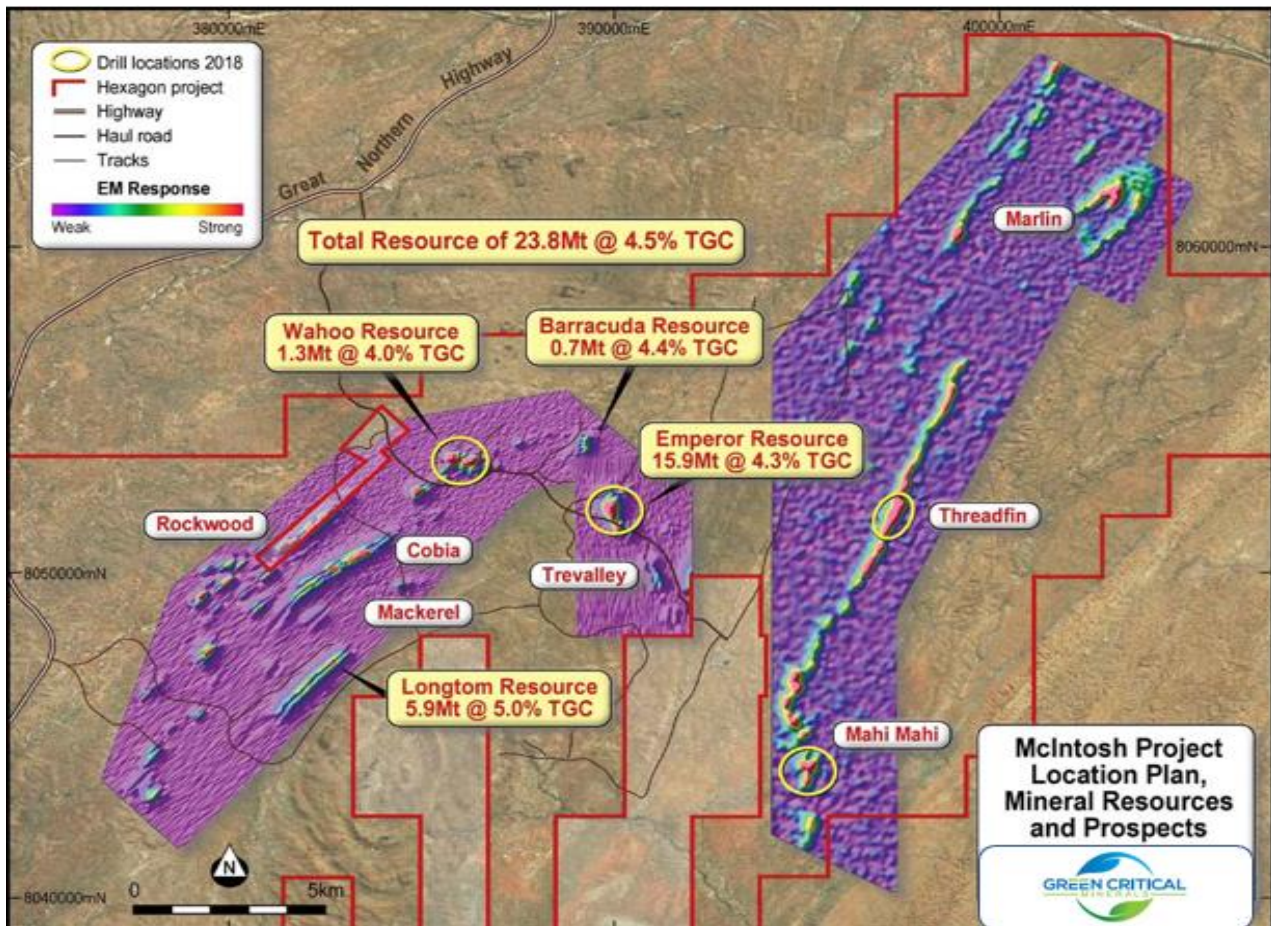 380000mE
390000mE
400000mE
Drill locations 2018
Hexagon project
Highway
Haul road
Tracks
EM Response
Weak
Strong
Great Northern Highway
Total Resource of 23.8Mt @ 4.5% TGC
Marlin
8060000mN
Wahoo Resource
1.3Mt @ 4.0% TGC
Barracuda Resource
0.7Mt @ 4.4% TGC
Emperor Resource
15.9Mt @ 4.3% TGC
Rockwood
Threadfin
Cobia
8050000mN
Trevalley
Mackerel
Longtom Resource
5.9Mt @ 5.0% TGC
Mahi Mahi
McIntosh Project
Location Plan,
Mineral Resources
and Prospects
N
0
5km
8040000mN
GREEN CRITICAL
MINERALS